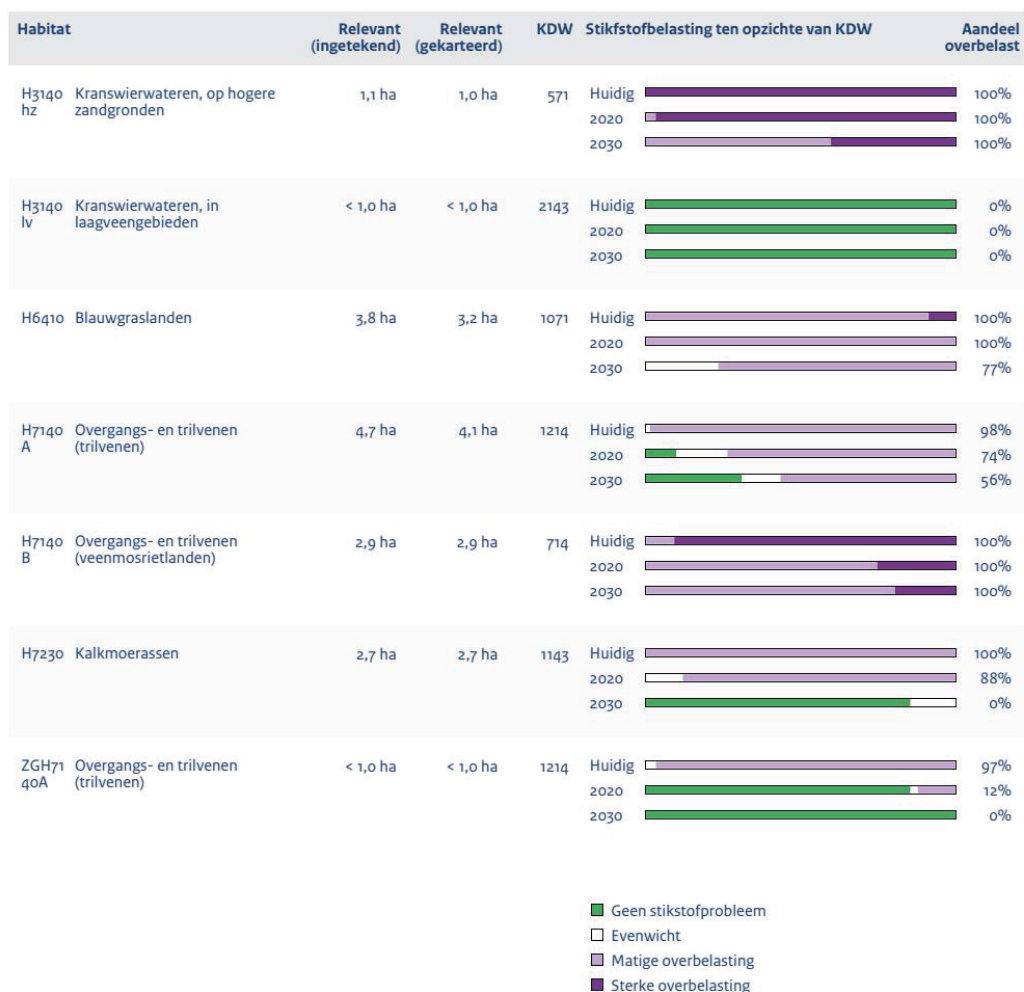 Habitat Relevant (ingetekend) Relevant (gekarteerd) KDW Stikfstofbelasting ten opzichte van KDW Aandeel overbelast
H3140 hz Kranswierwateren, op hogere zandgronden 1,1 ha 1,0 ha 571 Huidig 100%
2020 100%
2030 100%
H3140 lv Kranswierwateren, in laagveengebieden < 1,0 ha < 1,0 ha 2143 Huidig 0%
2020 0%
2030 0%
H6410 Blauwgraslanden 3,8 ha 3,2 ha 1071 Huidig 100%
2020 100%
2030 77%
H7140 A Overgangs- en trilvenen (trilvenen) 4,7 ha 4,1 ha 1214 Huidig 98%
2020 74%
2030 56%
H7140 B Overgangs- en trilvenen (veenmosrietlanden) 2,9 ha 2,9 ha 714 Huidig 100%
2020 100%
2030 100%
H7230 Kalkmoerassen 2,7 ha 2,7 ha 1143 Huidig 100%
2020 88%
2030 0%
ZGH71 40A Overgangs- en trilvenen (trilvenen) < 1,0 ha < 1,0 ha 1214 Huidig 97%
2020 12%
2030 0%
Geen stikstofprobleem
Evenwicht
Matige overbelasting
Sterke overbelasting